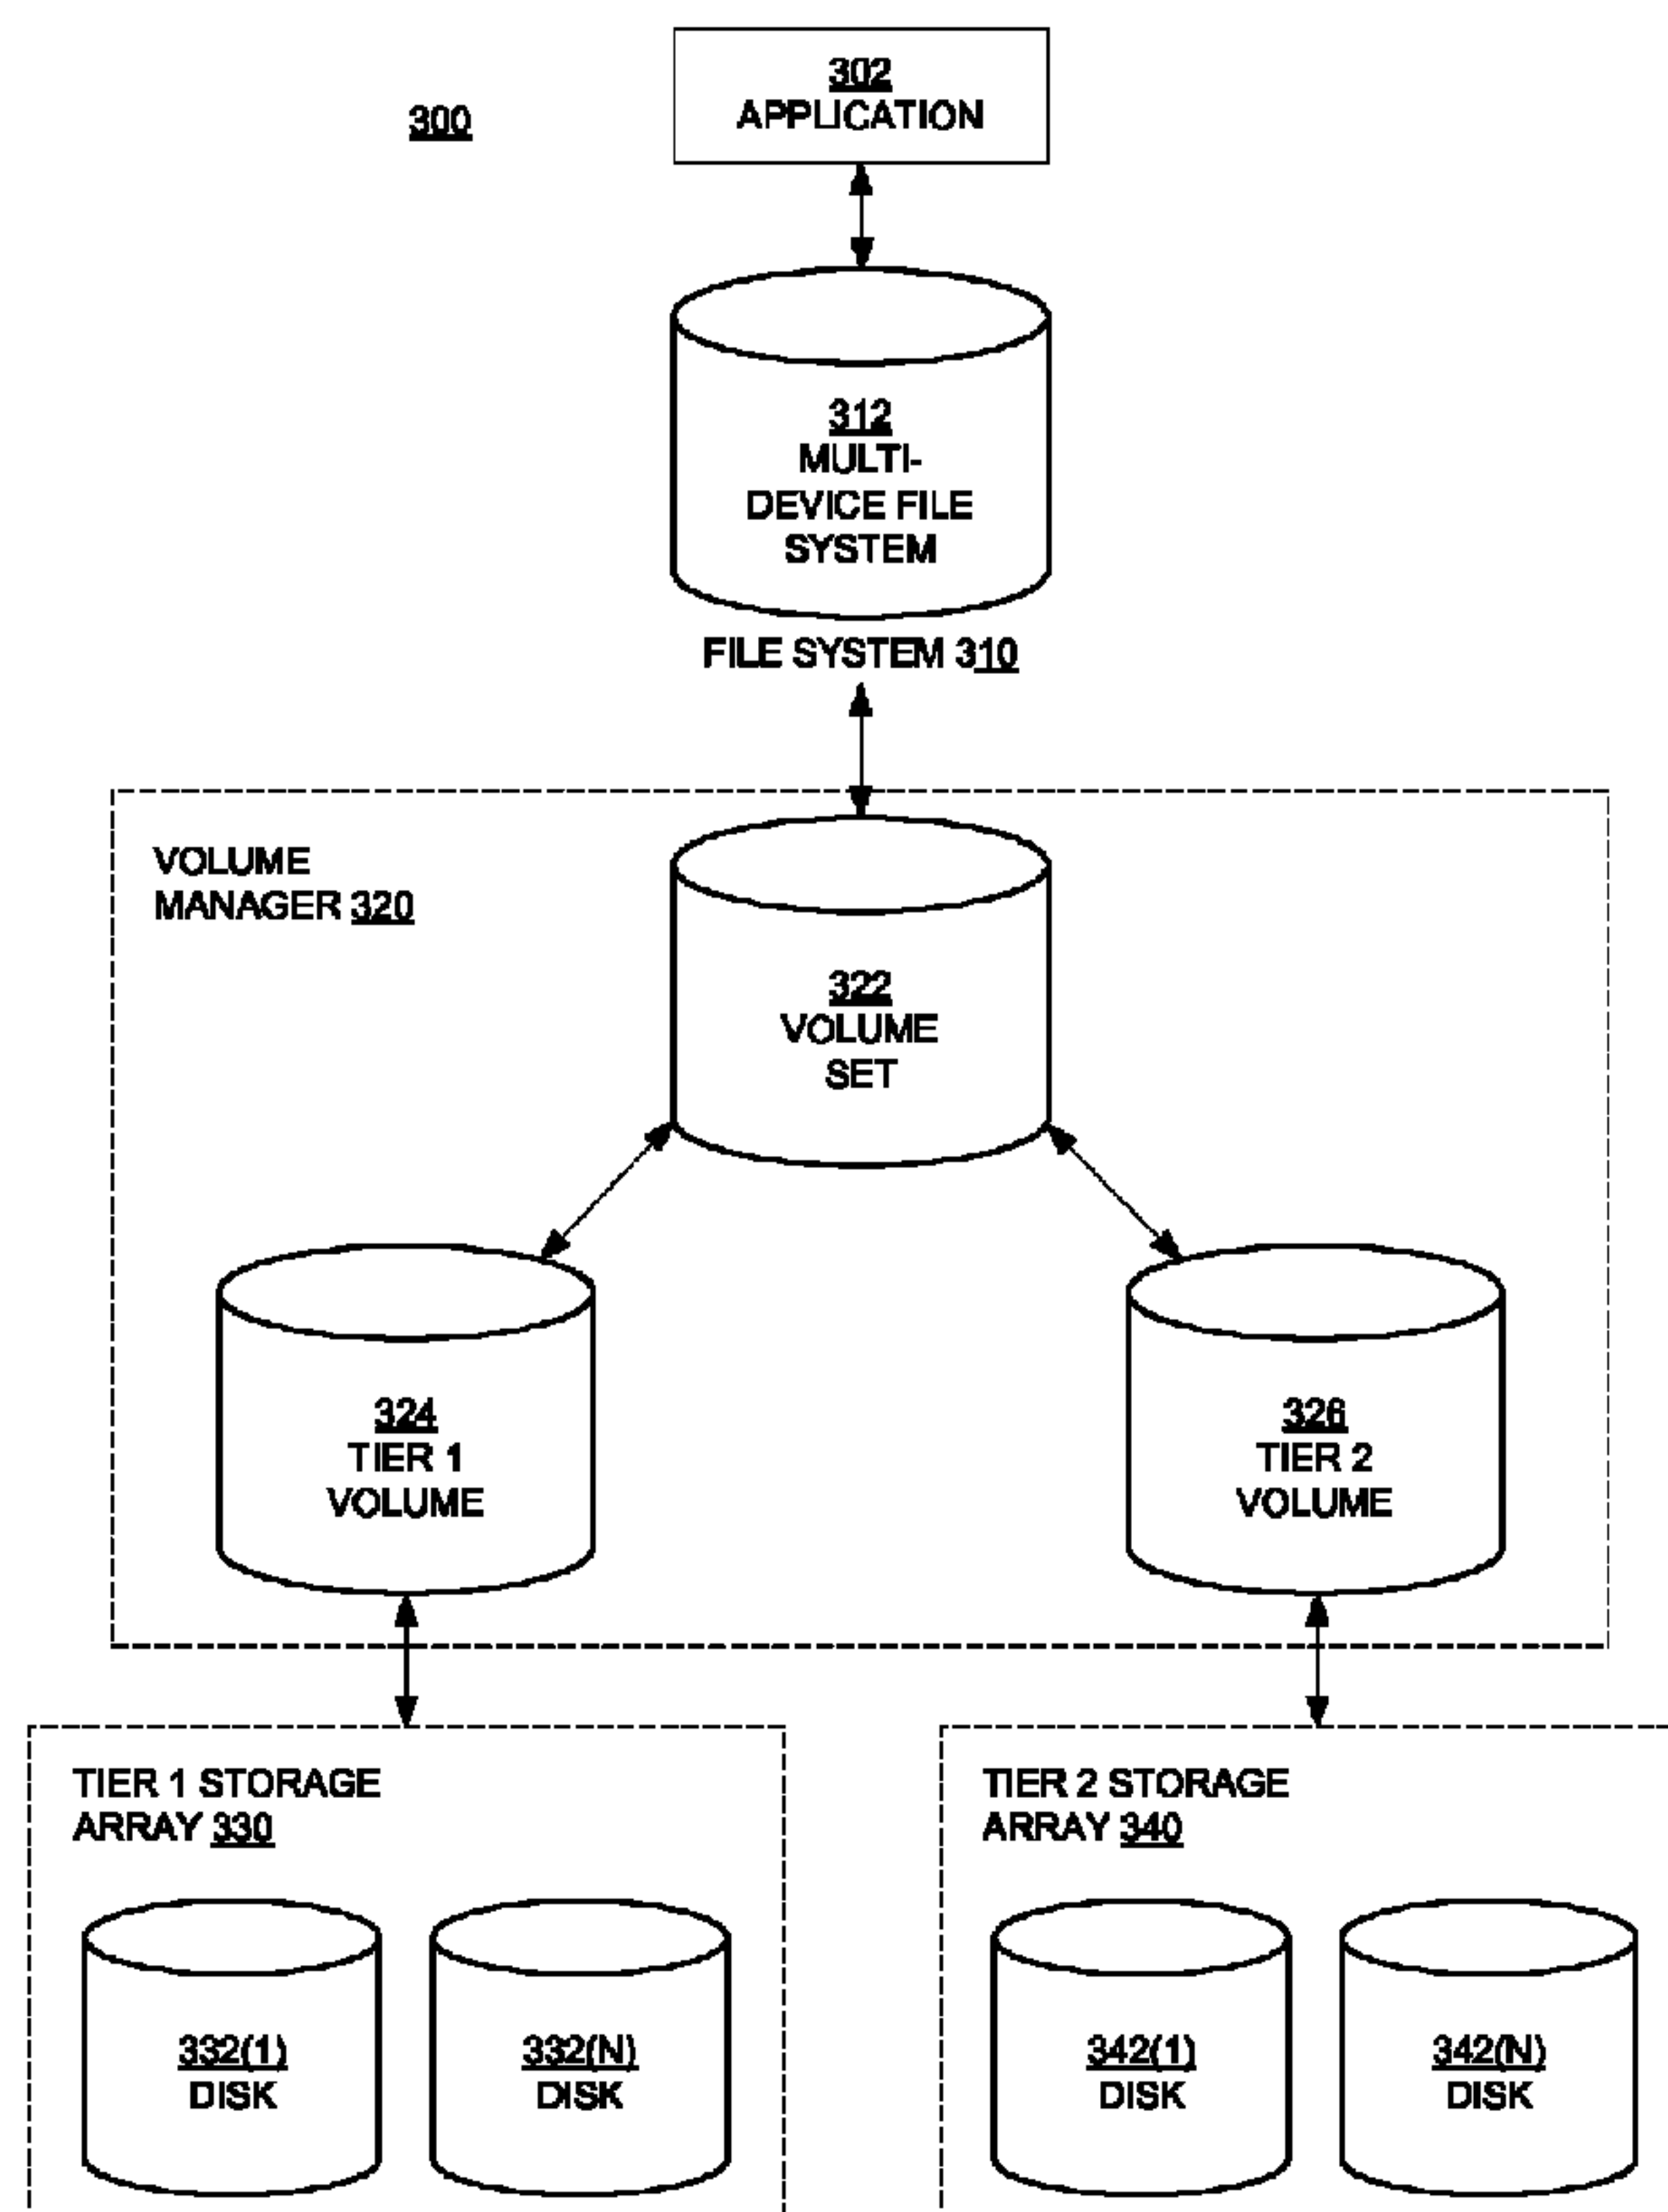 300
302
APPLICATION
312
MULTI-
DEVICE FILE
SYSTEM
FILE SYSTEM 310
VOLUME
MANAGER 320
322
VOLUME
SET
324
TIER 1
VOLUME
326
TIER 2
VOLUME
TIER 1 STORAGE
ARRAY 330
332(1)
DISK
332(N)
DISK
TIER 2 STORAGE
ARRAY 340
342(1)
DISK
342(N)
DISK